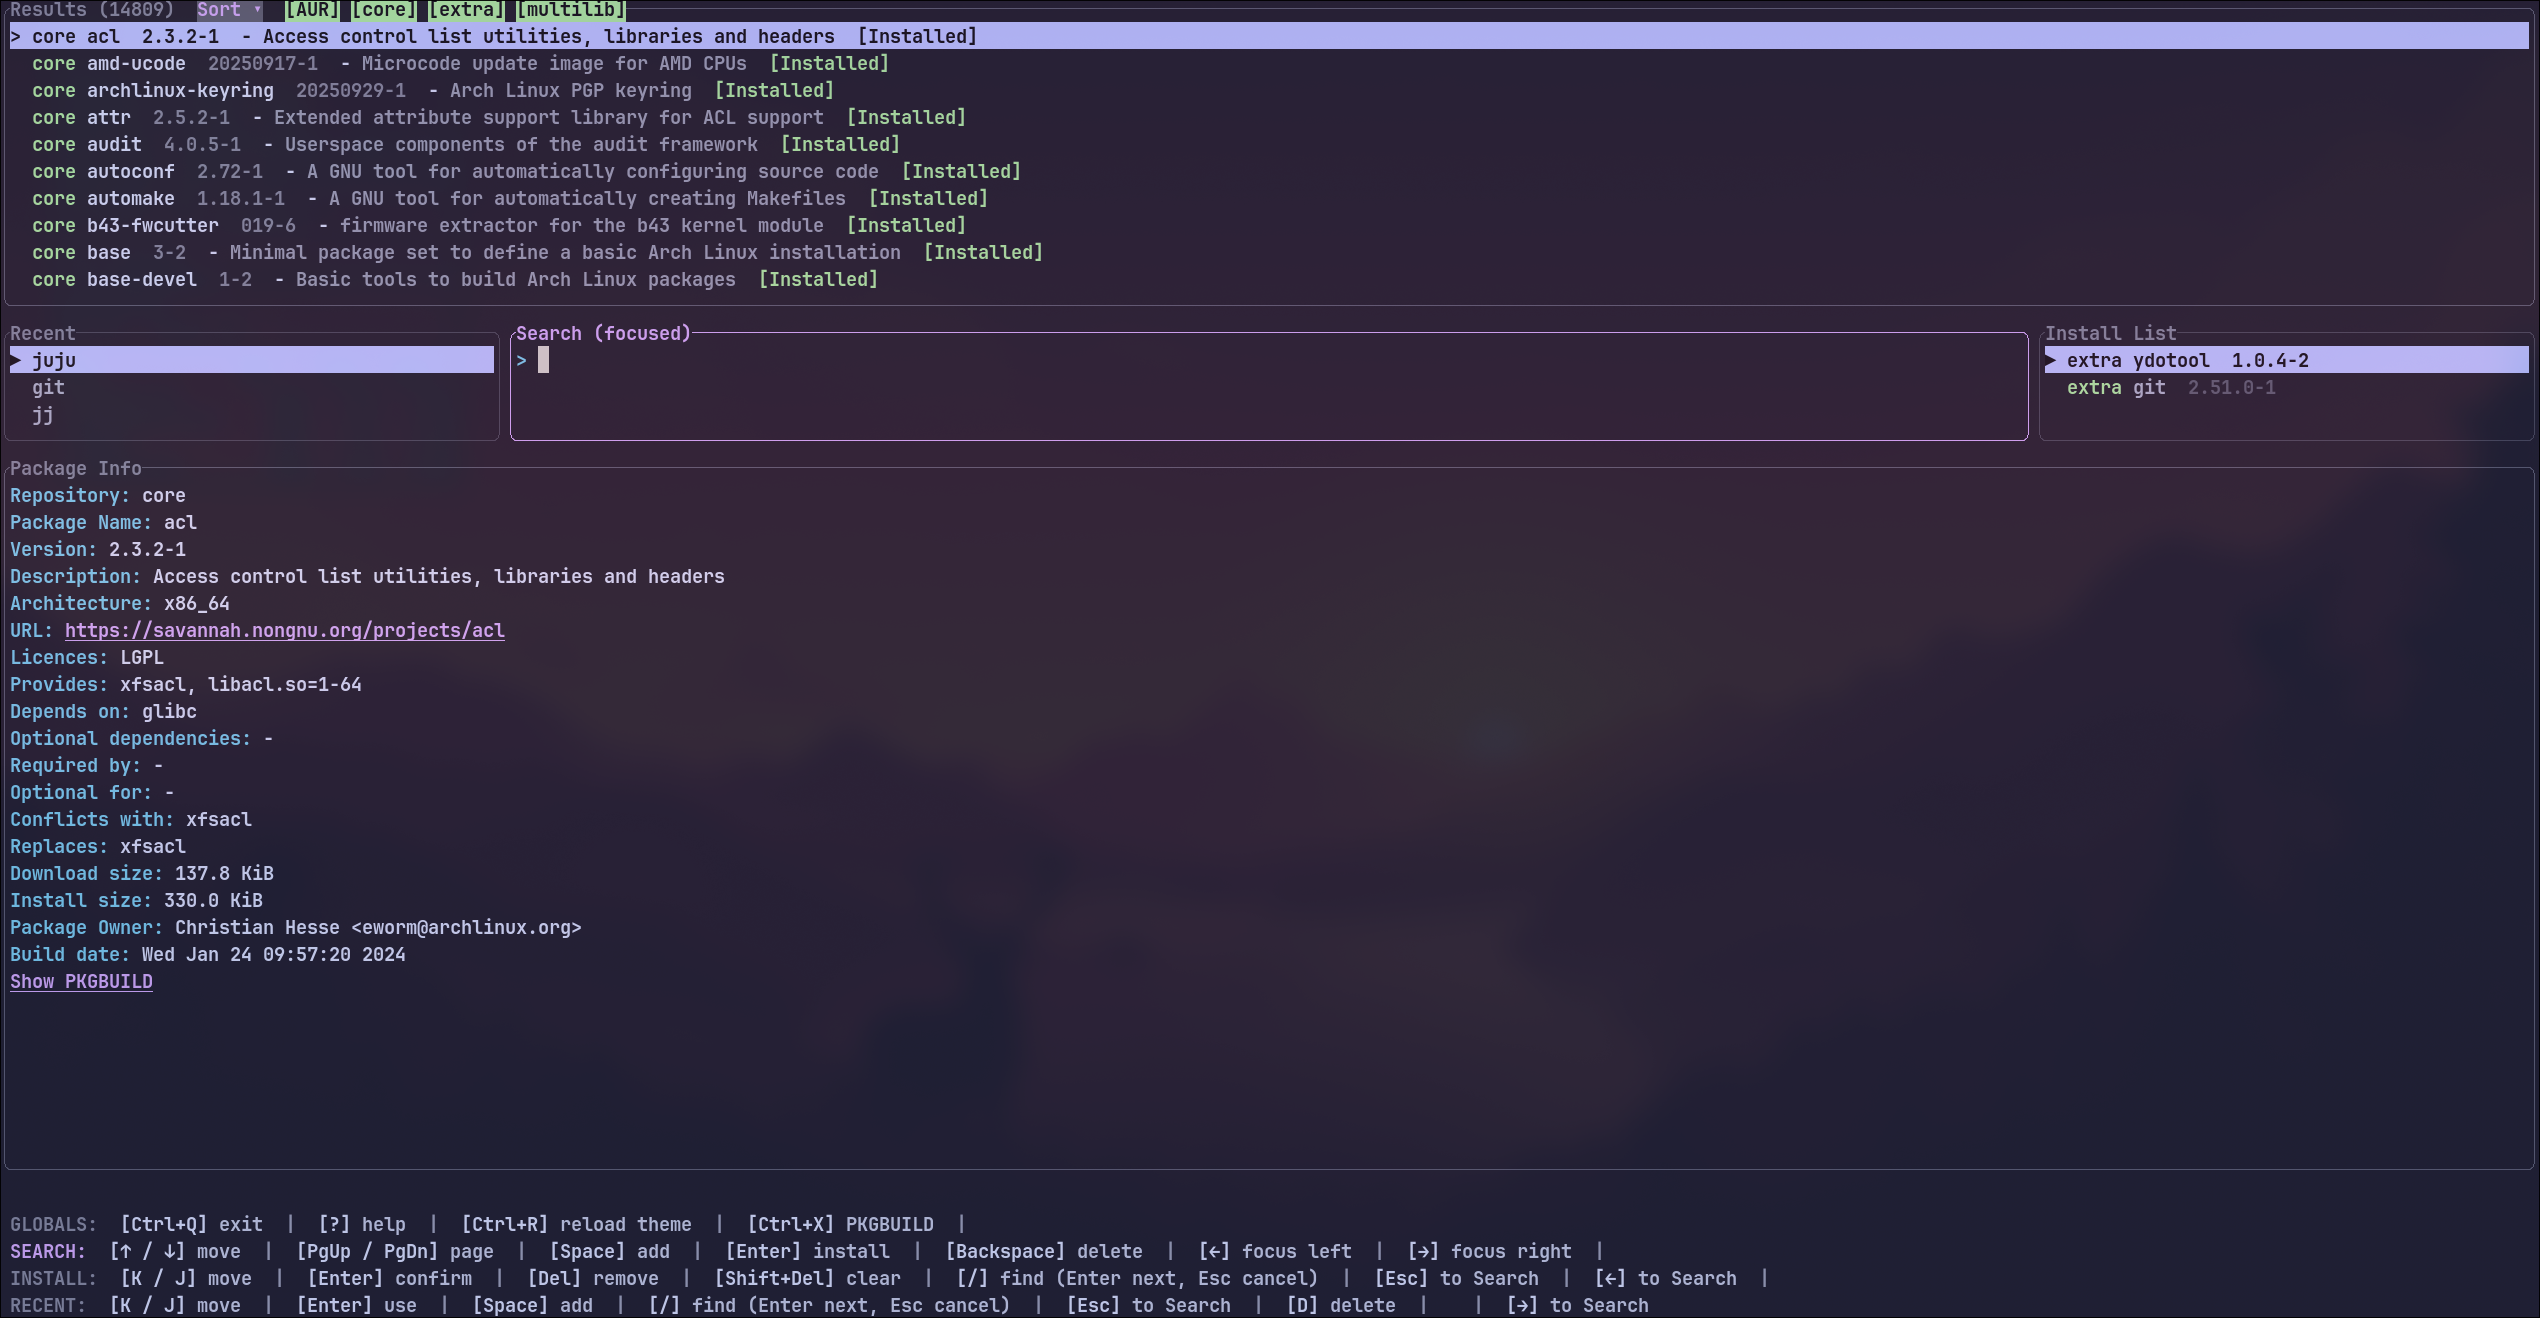 Results (14809)  Sort ▾  [AUR] [core] [extra] [multilib]
> core acl  2.3.2-1  - Access control list utilities, libraries and headers  [Installed]
core amd-ucode  20250917-1  - Microcode update image for AMD CPUs  [Installed]
core archlinux-keyring  20250929-1  - Arch Linux PGP keyring  [Installed]
core attr  2.5.2-1  - Extended attribute support library for ACL support  [Installed]
core audit  4.0.5-1  - Userspace components of the audit framework  [Installed]
core autoconf  2.72-1  - A GNU tool for automatically configuring source code  [Installed]
core automake  1.18.1-1  - A GNU tool for automatically creating Makefiles  [Installed]
core b43-fwcutter  019-6  - firmware extractor for the b43 kernel module  [Installed]
core base  3-2  - Minimal package set to define a basic Arch Linux installation  [Installed]
core base-devel  1-2  - Basic tools to build Arch Linux packages  [Installed]
Recent
▶ juju
git
jj
Search (focused)
>
Install List
▶ extra ydotool  1.0.4-2
extra git  2.51.0-1
Package Info
Repository: core
Package Name: acl
Version: 2.3.2-1
Description: Access control list utilities, libraries and headers
Architecture: x86_64
URL: https://savannah.nongnu.org/projects/acl
Licences: LGPL
Provides: xfsacl, libacl.so=1-64
Depends on: glibc
Optional dependencies: -
Required by: -
Optional for: -
Conflicts with: xfsacl
Replaces: xfsacl
Download size: 137.8 KiB
Install size: 330.0 KiB
Package Owner: Christian Hesse <eworm@archlinux.org>
Build date: Wed Jan 24 09:57:20 2024
Show PKGBUILD
GLOBALS:  [Ctrl+Q] exit  |  [?] help  |  [Ctrl+R] reload theme  |  [Ctrl+X] PKGBUILD  |
SEARCH:  [↑ / ↓] move  |  [PgUp / PgDn] page  |  [Space] add  |  [Enter] install  |  [Backspace] delete  |  [←] focus left  |  [→] focus right  |
INSTALL:  [K / J] move  |  [Enter] confirm  |  [Del] remove  |  [Shift+Del] clear  |  [/] find (Enter next, Esc cancel)  |  [Esc] to Search  |  [←] to Search  |
RECENT:  [K / J] move  |  [Enter] use  |  [Space] add  |  [/] find (Enter next, Esc cancel)  |  [Esc] to Search  |  [D] delete  |    |  [→] to Search